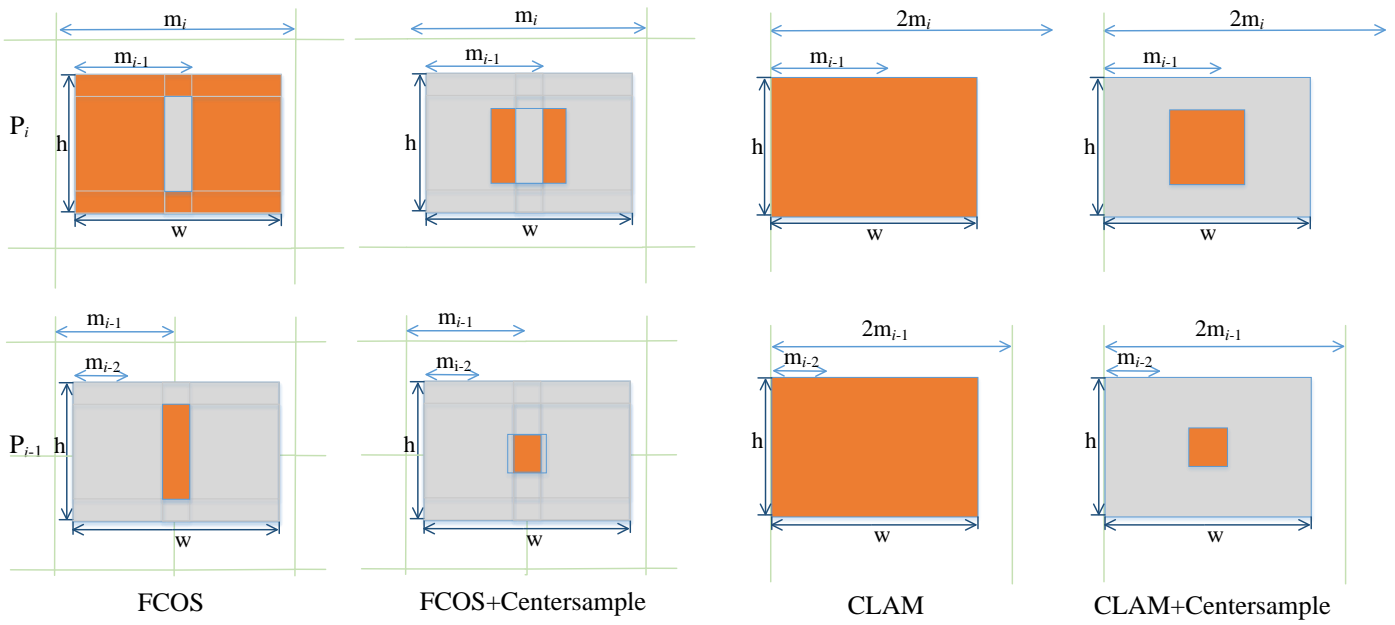 m_i m_i 2m_i 2m_i
m_{i-1} m_{i-1} m_{i-1} m_{i-1}
P_i h h h h
w w w w
m_{i-1} m_{i-1} 2m_{i-1} 2m_{i-1}
m_{i-2} m_{i-2} m_{i-2} m_{i-2}
P_{i-1} h h h h
w w w w
FCOS FCOS+Centersample CLAM CLAM+Centersample